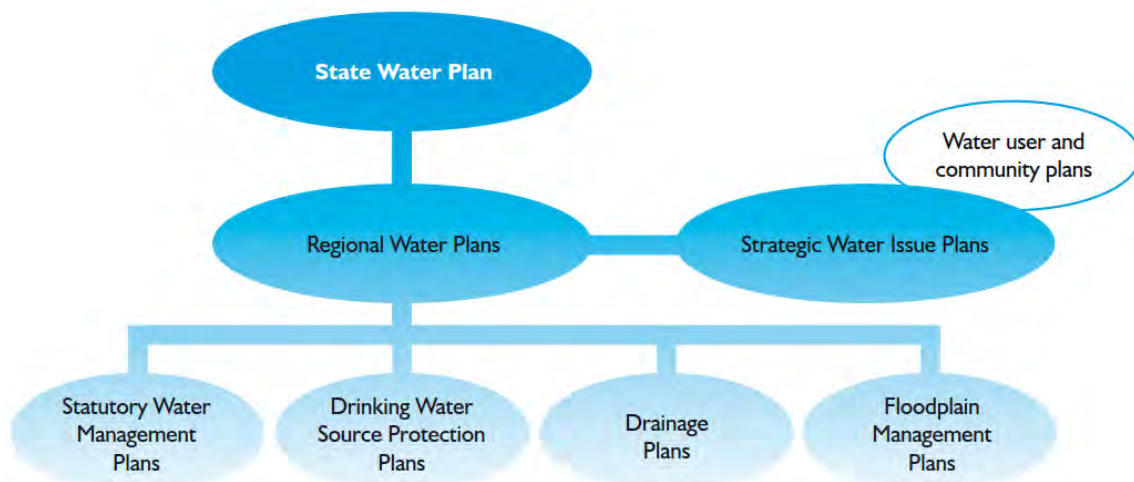 State Water Plan
Water user and
community plans
Regional Water Plans
Strategic Water Issue Plans
Statutory Water
Management
Plans
Drinking Water
Source Protection
Plans
Drainage
Plans
Floodplain
Management
Plans